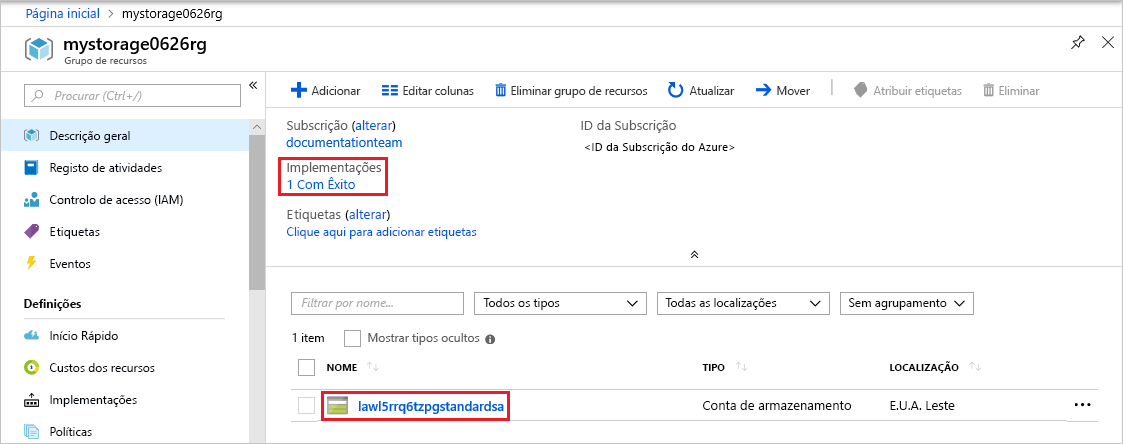 Página inicial > mystorage0626rg
mystorage0626rg
Grupo de recursos
Procurar (Ctrl+/)
Descrição geral
Registo de atividades
Controlo de acesso (IAM)
Etiquetas
Eventos
Definições
Início Rápido
Custos dos recursos
Implementações
Políticas
Adicionar Editar colunas Eliminar grupo de recursos Atualizar Mover Atribuir etiquetas Eliminar
Subscrição (alterar)
documentationteam
ID da Subscrição
<ID da Subscrição do Azure>
Implementações
1 Com Êxito
Etiquetas (alterar)
Clique aqui para adicionar etiquetas
Filtrar por nome... Todos os tipos Todas as localizações Sem agrupamento
1 item Mostrar tipos ocultos
NOME TIPO LOCALIZAÇÃO
lawl5rrq6tzpgstandardsa Conta de armazenamento E.U.A. Leste